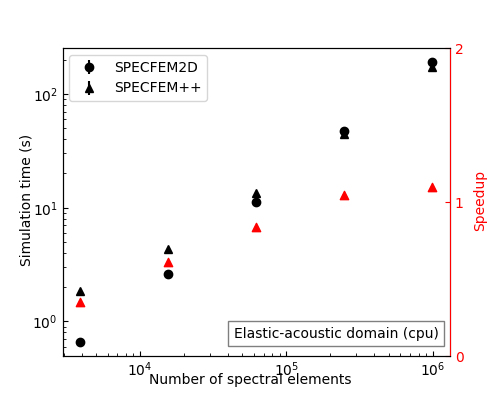 SPECFEM2D
SPECFEM++
Simulation time (s)
10²
10¹
10⁰
2
1
0
Speedup
Elastic-acoustic domain (cpu)
10⁴
10⁵
10⁶
Number of spectral elements